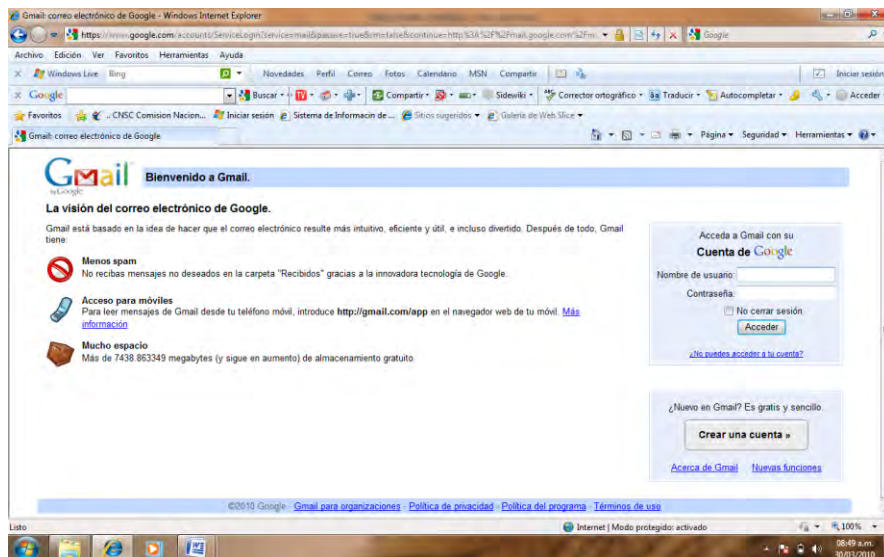 Gmail: correo electrónico de Google - Windows Internet Explorer
https://www.google.com/accounts/ServiceLogin?service=mail&passive=true&rm=false&continue=http%3A%2F%2Fmail.google.com%2Fm
Google
Archivo Edición Ver Favoritos Herramientas Ayuda
Windows Live Bing Novedades Perfil Correo Fotos Calendario MSN Compartir Iniciar sesión
Google Buscar Compartir Sidewiki Corrector ortográfico Traducir Autocompletar Acceder
Favoritos .. CNSC Comision Nacion... Iniciar sesión Sistema de Informacin de ... Sitios sugeridos Galería de Web Slice
Gmail: correo electrónico de Google Página Seguridad Herramientas
Gmail
by Google
Bienvenido a Gmail.
La visión del correo electrónico de Google.
Gmail está basado en la idea de hacer que el correo electrónico resulte más intuitivo, eficiente y útil, e incluso divertido. Después de todo, Gmail
tiene:
Menos spam
No recibas mensajes no deseados en la carpeta "Recibidos" gracias a la innovadora tecnología de Google.
Acceso para móviles
Para leer mensajes de Gmail desde tu teléfono móvil, introduce http://gmail.com/app en el navegador web de tu móvil. Más
información
Mucho espacio
Más de 7438.863349 megabytes (y sigue en aumento) de almacenamiento gratuito
Acceda a Gmail con su
Cuenta de Google
Nombre de usuario:
Contraseña:
No cerrar sesión
Acceder
¿No puedes acceder a tu cuenta?
¿Nuevo en Gmail? Es gratis y sencillo.
Crear una cuenta »
Acerca de Gmail Nuevas funciones
©2010 Google - Gmail para organizaciones - Política de privacidad - Política del programa - Términos de uso
Listo Internet | Modo protegido: activado 100%
08:49 a.m.
30/03/2010